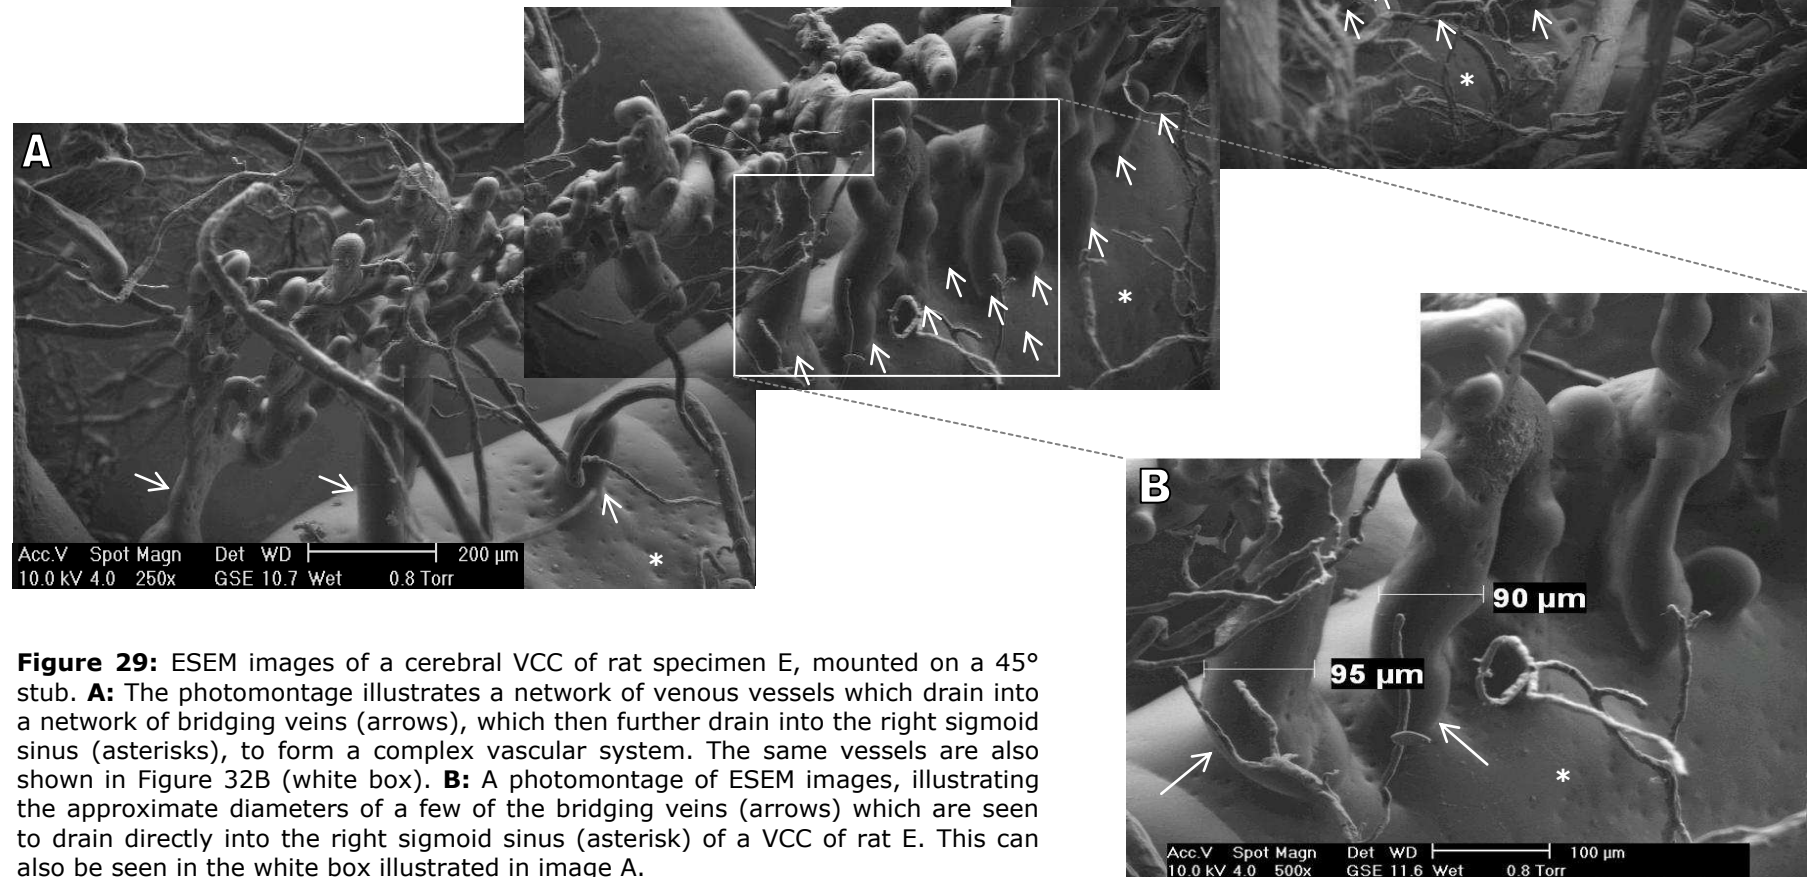 A
Acc.V Spot Magn Det WD 200 µm
10.0 kV 4.0 250x GSE 10.7 Wet 0.8 Torr
B
90 µm
95 µm
Acc.V Spot Magn Det WD 100 µm
10.0 kV 4.0 500x GSE 11.6 Wet 0.8 Torr
Figure 29: ESEM images of a cerebral VCC of rat specimen E, mounted on a 45°
stub. A: The photomontage illustrates a network of venous vessels which drain into
a network of bridging veins (arrows), which then further drain into the right sigmoid
sinus (asterisks), to form a complex vascular system. The same vessels are also
shown in Figure 32B (white box). B: A photomontage of ESEM images, illustrating
the approximate diameters of a few of the bridging veins (arrows) which are seen
to drain directly into the right sigmoid sinus (asterisk) of a VCC of rat E. This can
also be seen in the white box illustrated in image A.